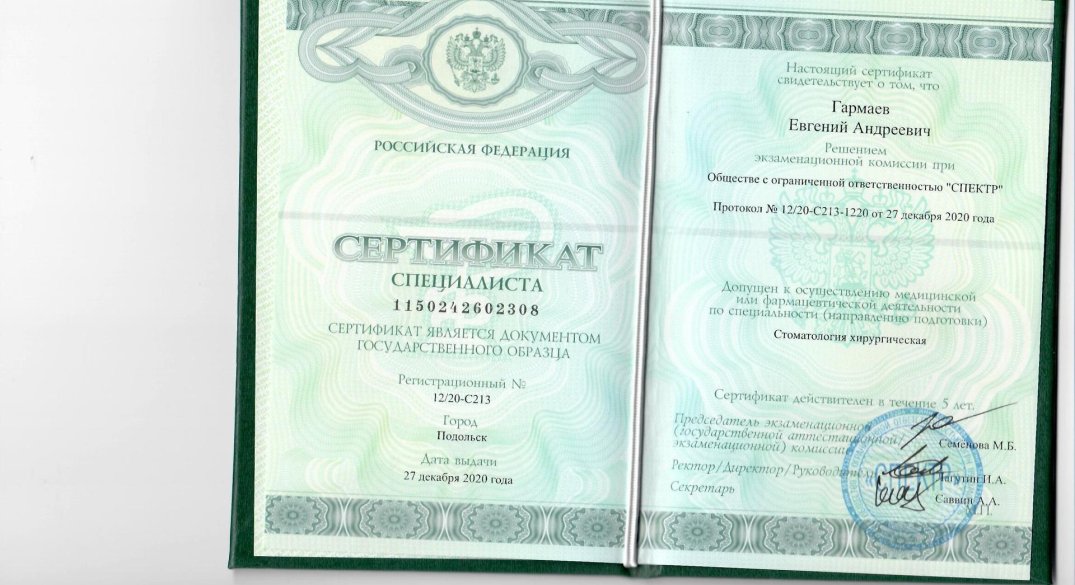 РОССИЙСКАЯ ФЕДЕРАЦИЯ
СЕРТИФИКАТ
СПЕЦИАЛИСТА
1150242602308
СЕРТИФИКАТ ЯВЛЯЕТСЯ ДОКУМЕНТОМ
ГОСУДАРСТВЕННОГО ОБРАЗЦА
Регистрационный №
12/20-С213
Город
Подольск
Дата выдачи
27 декабря 2020 года
Настоящий сертификат
свидетельствует о том, что
Гармаев
Евгений Андреевич
Решением
экзаменационной комиссии при
Обществе с ограниченной ответственностью "СПЕКТР"
Протокол № 12/20-С213-1220 от 27 декабря 2020 года
Допущен к осуществлению медицинской
или фармацевтической деятельности
по специальности (направлению подготовки)
Стоматология хирургическая
Сертификат действителен в течение 5 лет.
Председатель экзаменационной
(государственной аттестационной/
экзаменационной) комиссии
Семенова М.Б.
Ректор/Директор/Руководитель
Лагутин И.А.
Секретарь
Саввин А.А.
М.П.